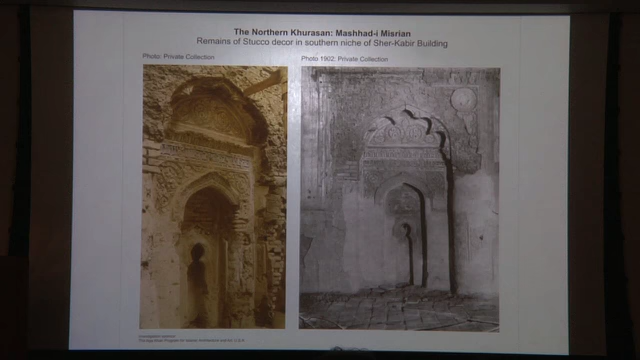 The Northern Khurasan: Mashhad-i Misrian
Remains of Stucco decor in southern niche of Sher-Kabir Building
Photo: Private Collection
Photo 1902: Private Collection